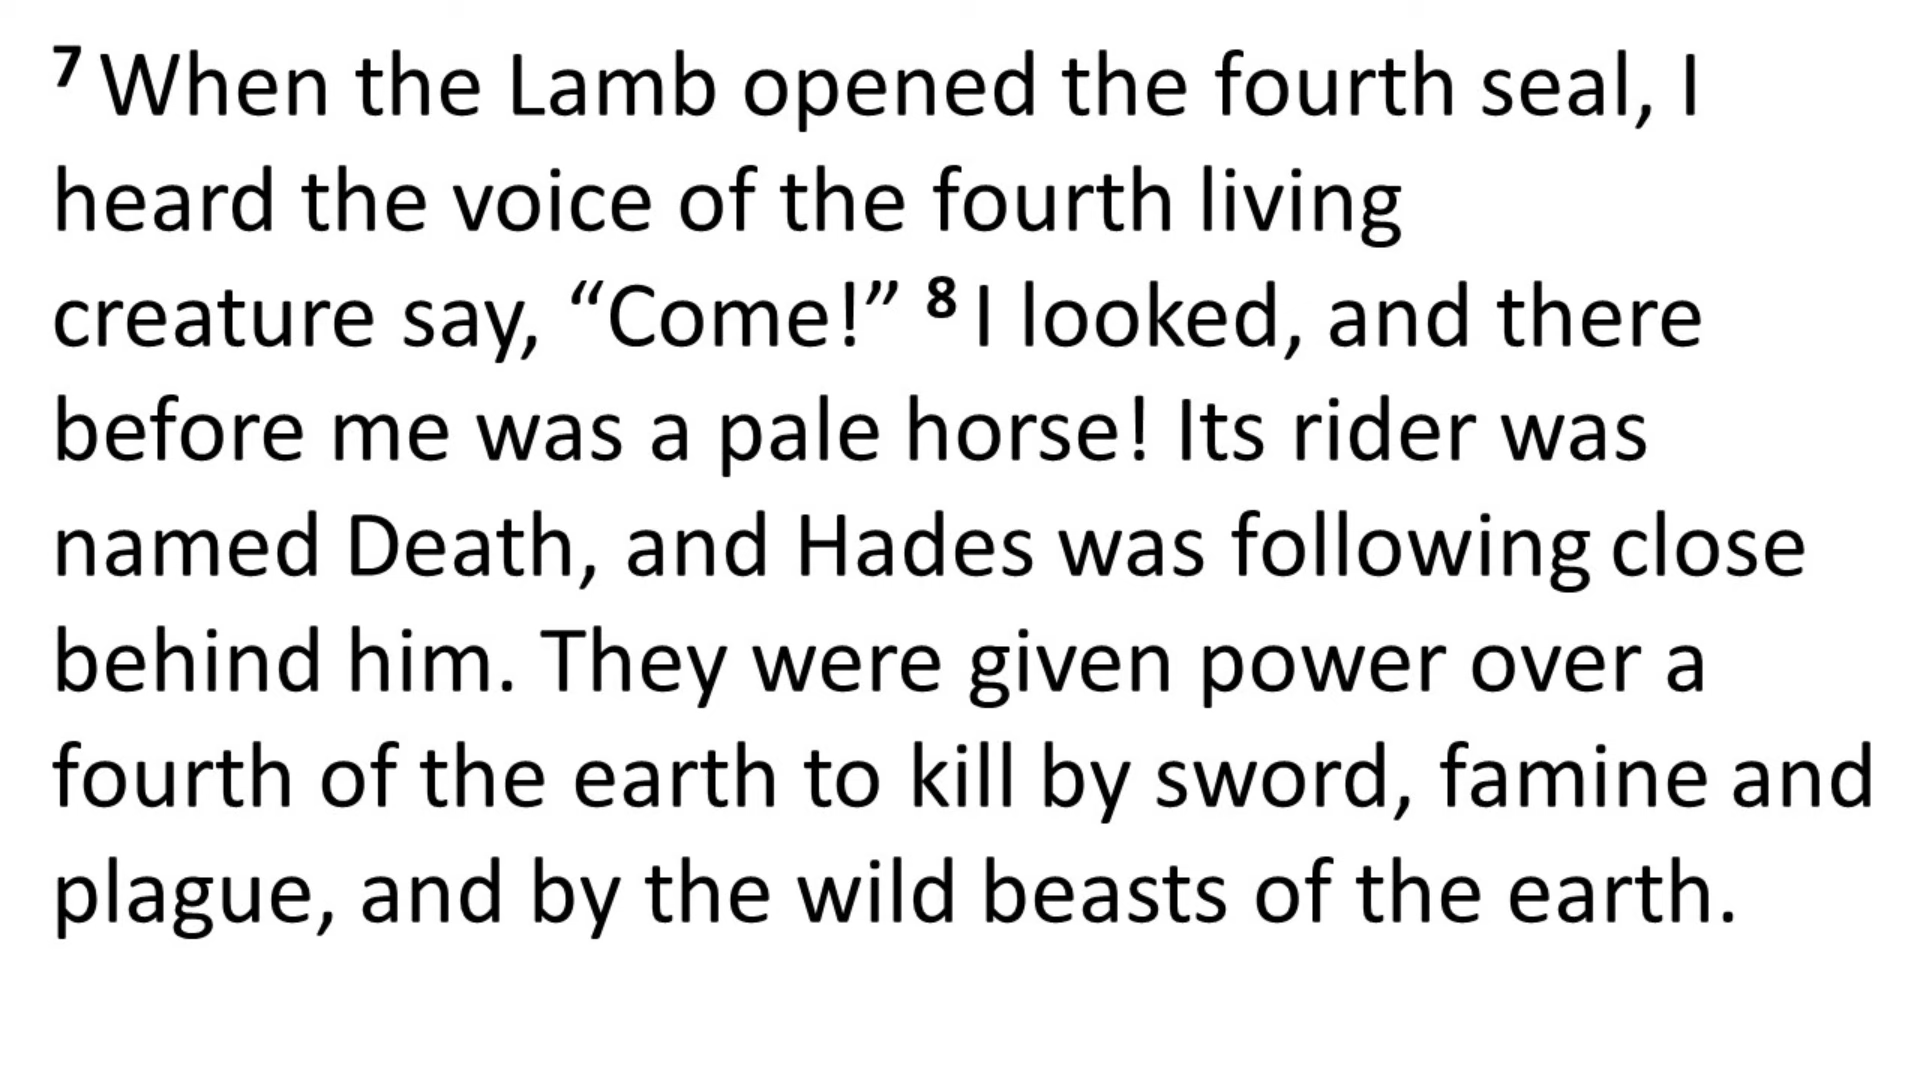 7 When the Lamb opened the fourth seal, I
heard the voice of the fourth living
creature say, “Come!” 8 I looked, and there
before me was a pale horse! Its rider was
named Death, and Hades was following close
behind him. They were given power over a
fourth of the earth to kill by sword, famine and
plague, and by the wild beasts of the earth.